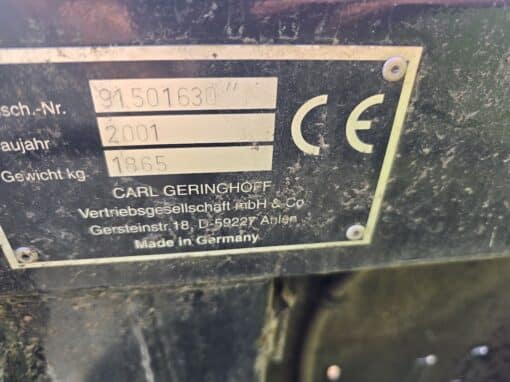 sch.-Nr. 91.501630"
aujahr 2001
Gewicht kg 1865
CE
CARL GERINGHOFF
Vertriebsgesellschaft mbH & Co
Gersteinstr.18, D-59227 Ahlen
Made in Germany